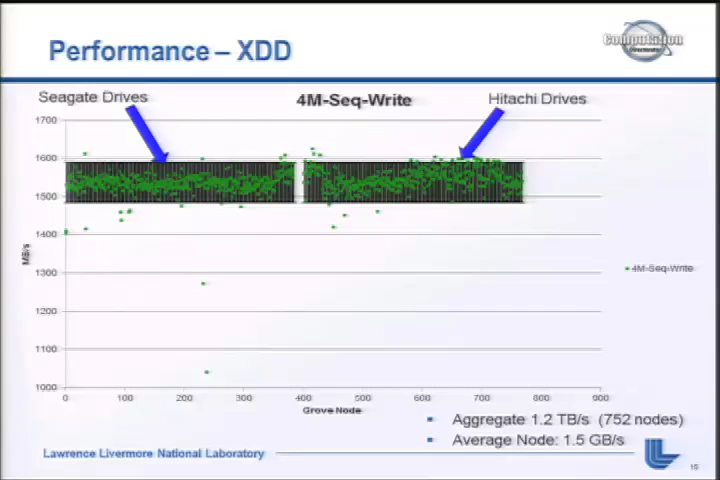 Performance – XDD
Computation
Seagate Drives
4M-Seq-Write
Hitachi Drives
1700
1600
1500
1400
1300
1200
1100
1000
MB/s
0 100 200 300 400 500 600 700 800 900
Grove Node
4M-Seq-Write
Aggregate 1.2 TB/s (752 nodes)
Average Node: 1.5 GB/s
Lawrence Livermore National Laboratory
15